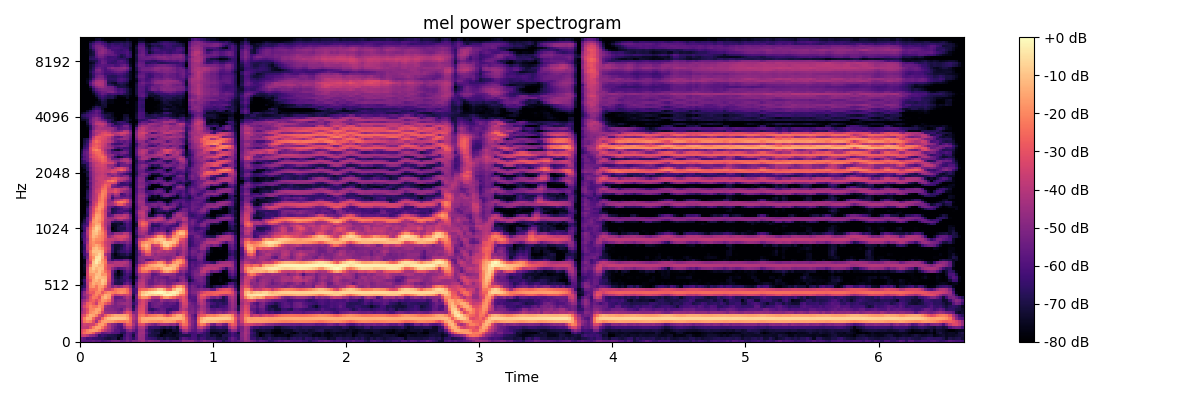 mel power spectrogram
Hz
8192
4096
2048
1024
512
0
0 1 2 3 4 5 6
Time
+0 dB
-10 dB
-20 dB
-30 dB
-40 dB
-50 dB
-60 dB
-70 dB
-80 dB